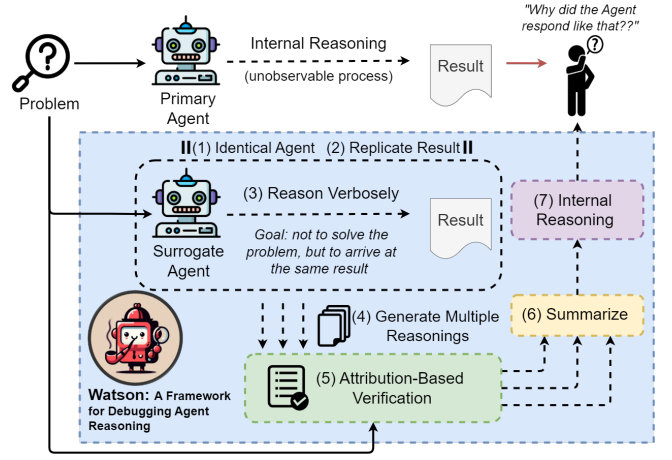 "Why did the Agent
respond like that??"
Internal Reasoning
(unobservable process)
Result
Problem
Primary
Agent
(1) Identical Agent (2) Replicate Result
(3) Reason Verbosely
Goal: not to solve the
problem, but to arrive at
the same result
Result
Surrogate
Agent
(7) Internal
Reasoning
(4) Generate Multiple
Reasonings
(6) Summarize
(5) Attribution-Based
Verification
Watson: A Framework
for Debugging Agent
Reasoning